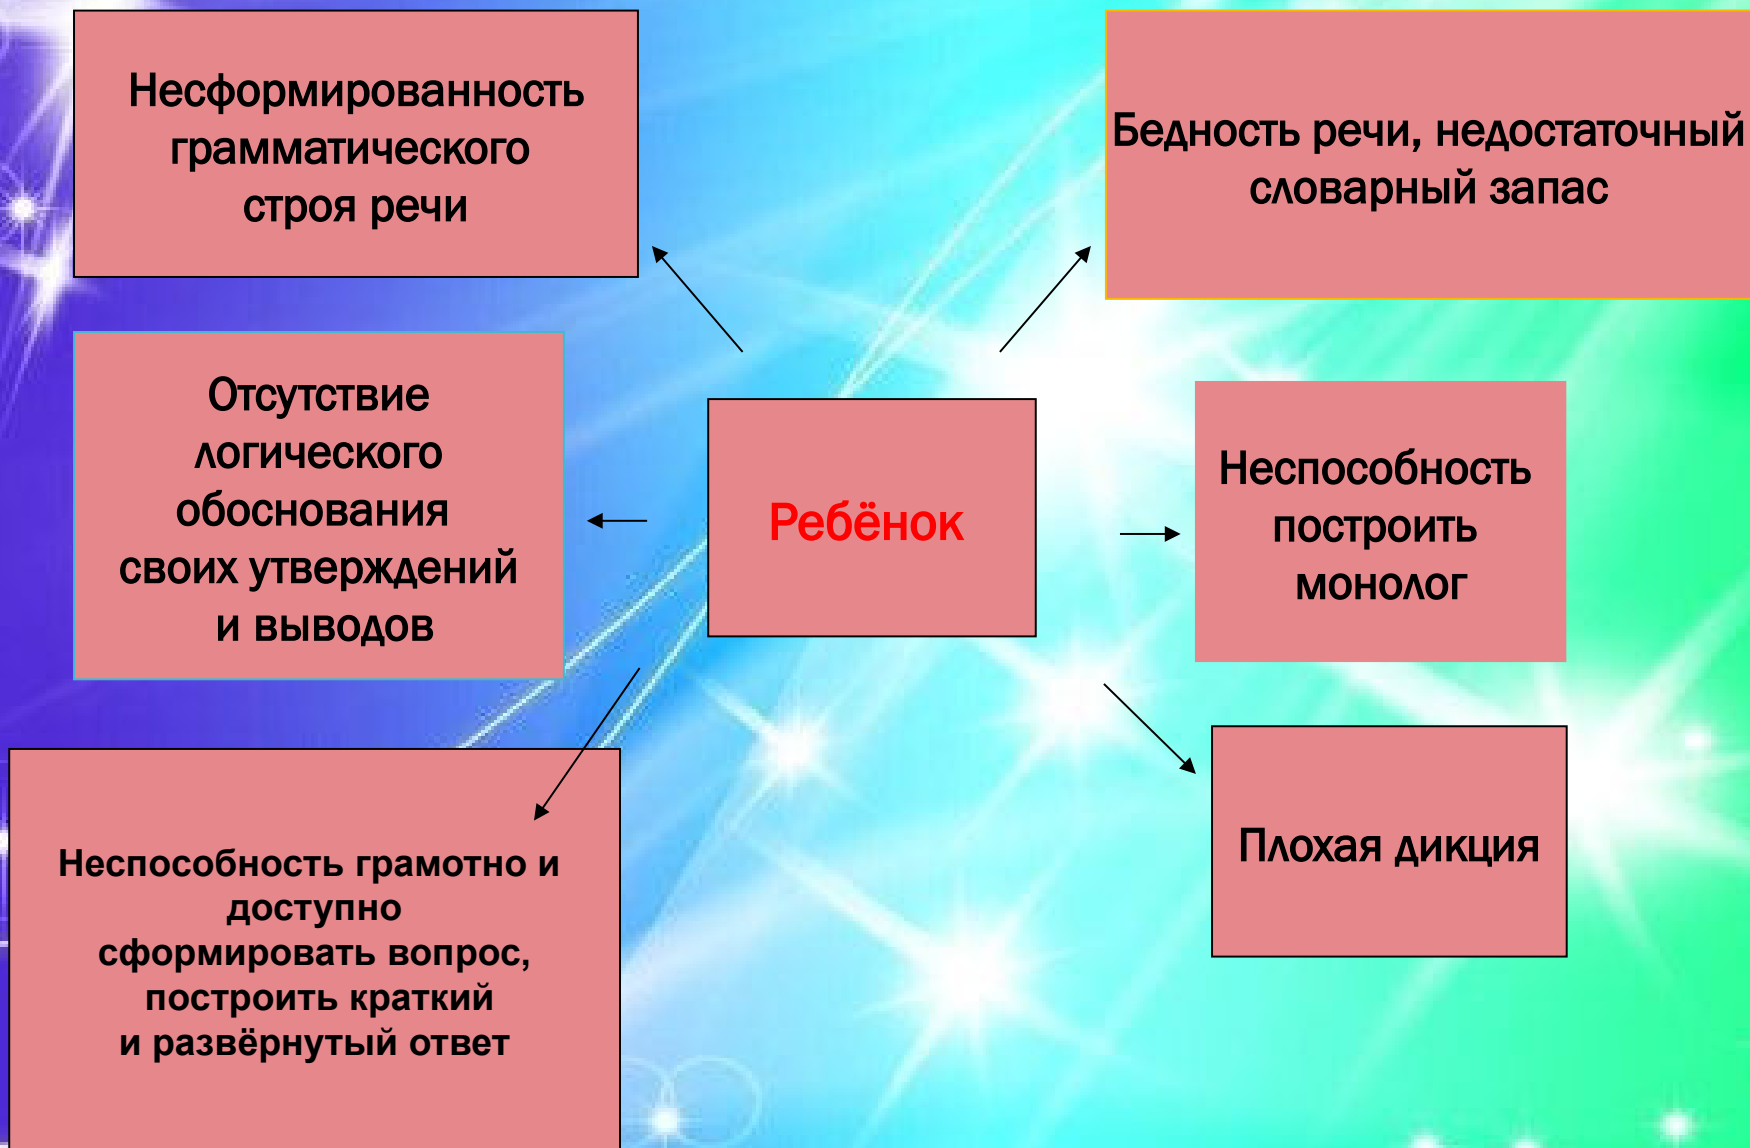 Несформированность
грамматического
строя речи
Бедность речи, недостаточный
словарный запас
Отсутствие
логического
обоснования
своих утверждений
и выводов
Ребёнок
Неспособность
построить
монолог
Неспособность грамотно и
доступно
сформировать вопрос,
построить краткий
и развёрнутый ответ
Плохая дикция